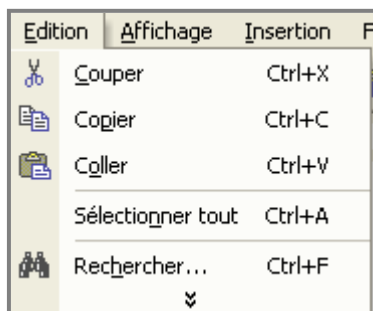 Edition Affichage Insertion F
Couper Ctrl+X
Copier Ctrl+C
Coller Ctrl+V
Sélectionner tout Ctrl+A
Rechercher... Ctrl+F